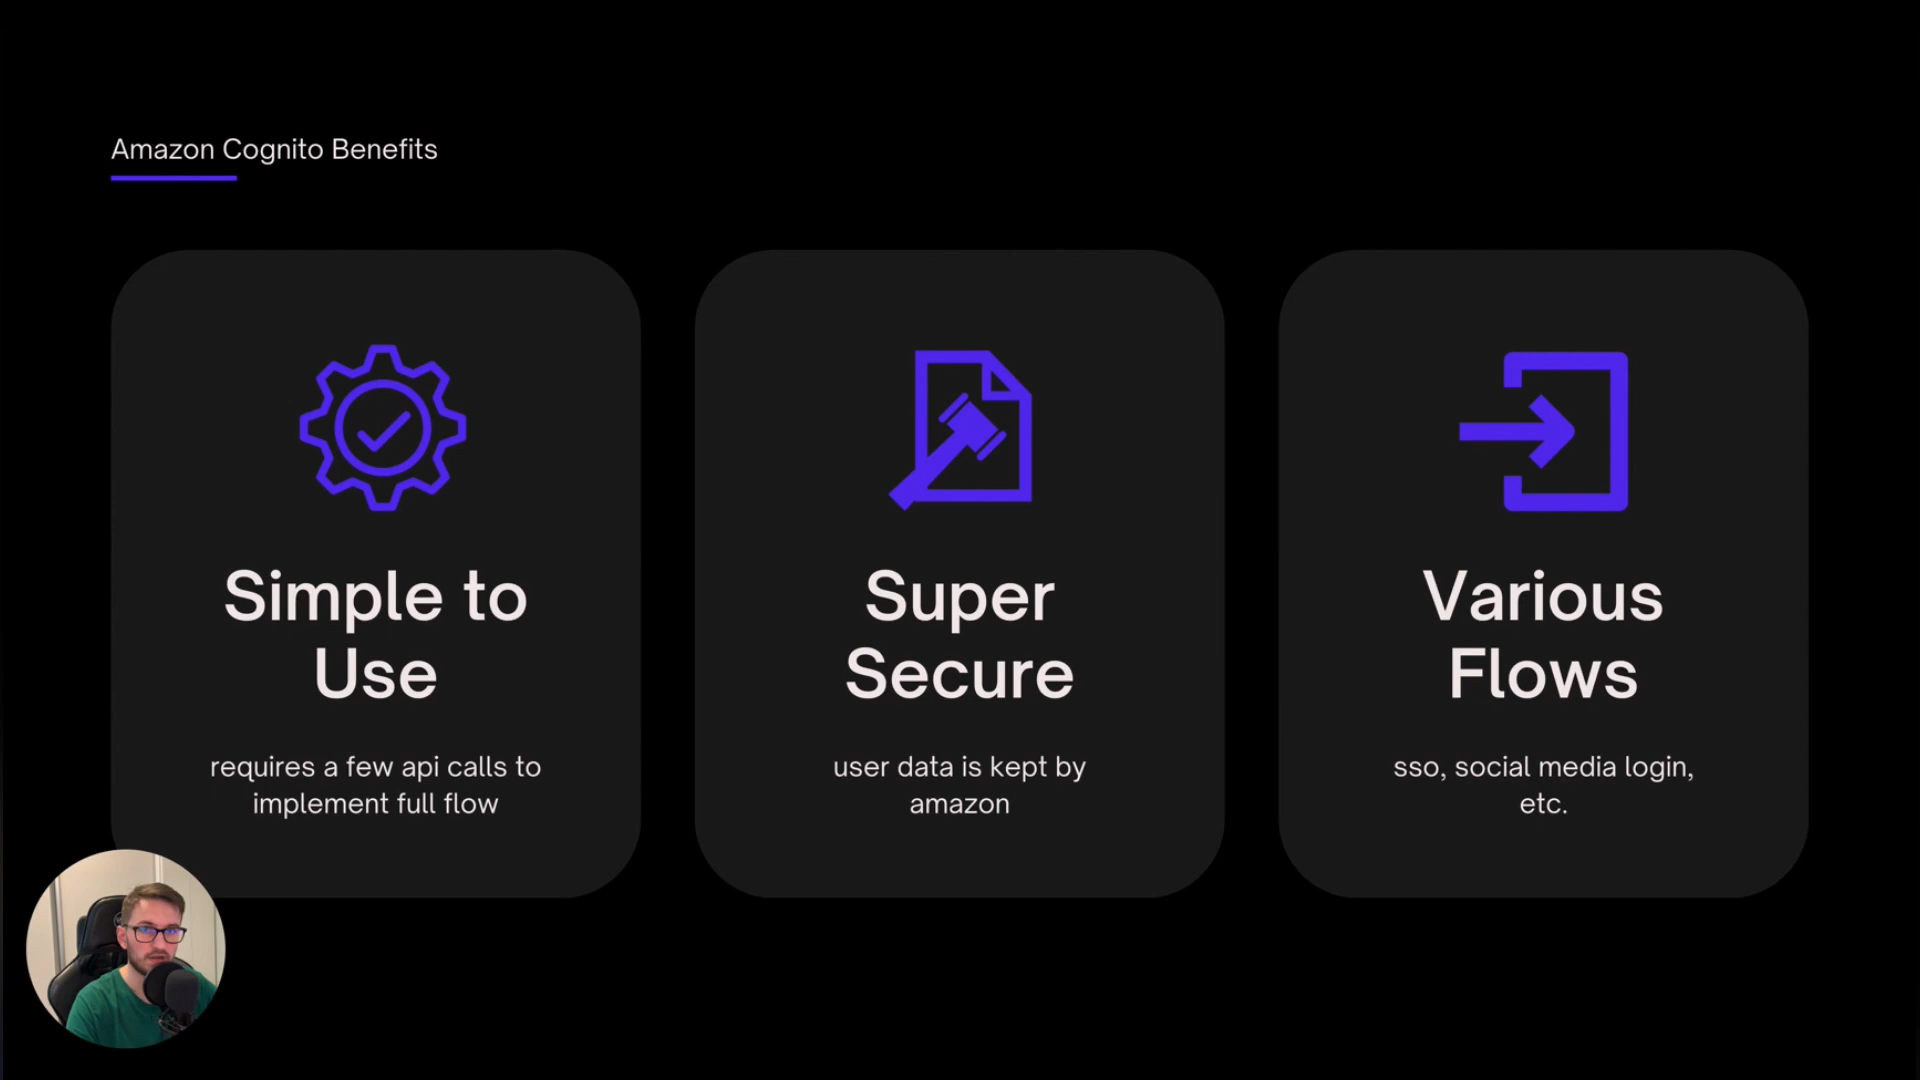 Amazon Cognito Benefits
Simple to
Use
requires a few api calls to
implement full flow
Super
Secure
user data is kept by
amazon
Various
Flows
sso, social media login,
etc.